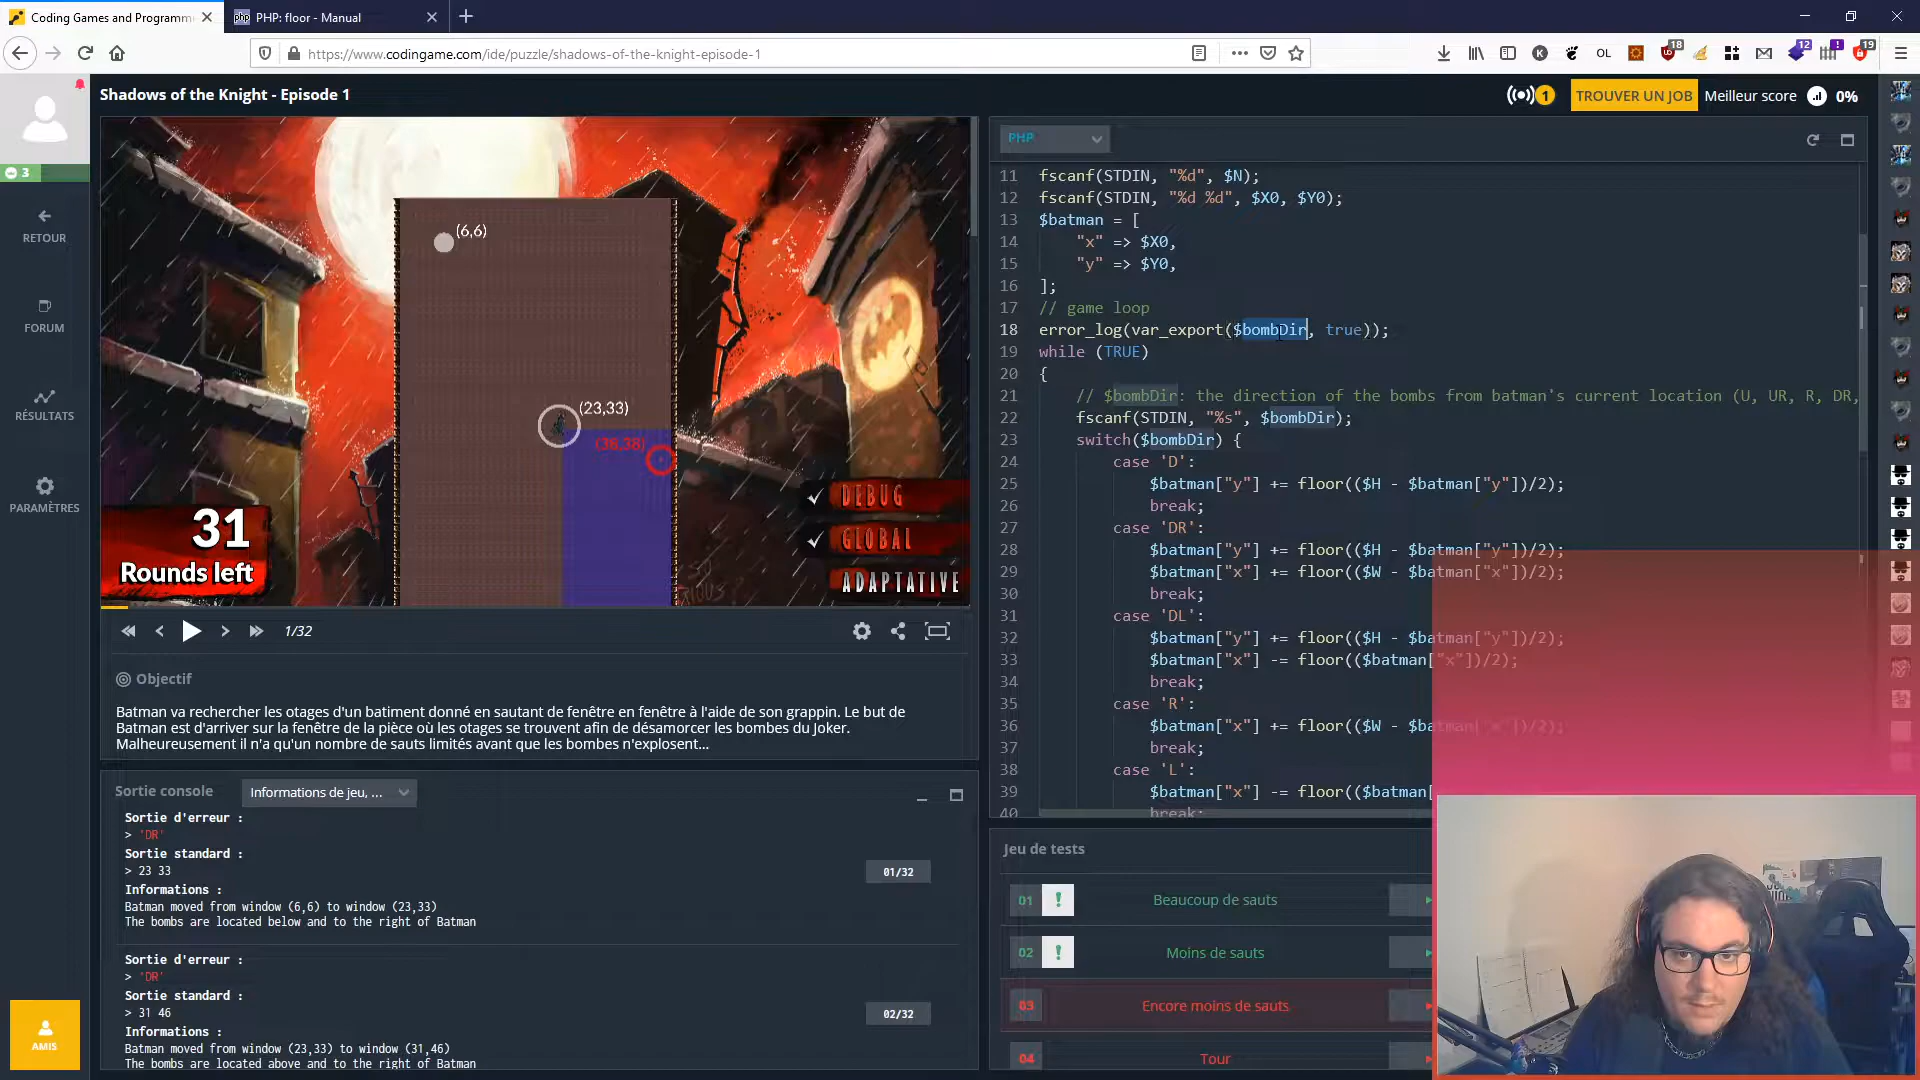 Coding Games and Programm
PHP: floor - Manual
https://www.codingame.com/ide/puzzle/shadows-of-the-knight-episode-1
OL
18
12
!
19
Shadows of the Knight - Episode 1
1
TROUVER UN JOB
Meilleur score
0%
3
RETOUR
FORUM
RÉSULTATS
PARAMÈTRES
AMIS
(6,6)
(23,33)
(36,38)
31
Rounds left
DEBUG
GLOBAL
ADAPTATIVE
1/32
Objectif
Batman va rechercher les otages d'un batiment donné en sautant de fenêtre en fenêtre à l'aide de son grappin. Le but de
Batman est d'arriver sur la fenêtre de la pièce où les otages se trouvent afin de désamorcer les bombes du Joker.
Malheureusement il n'a qu'un nombre de sauts limités avant que les bombes n'explosent...
Sortie console
Informations de jeu, ...
Sortie d'erreur :
> 'DR'
Sortie standard :
> 23 33
Informations :
Batman moved from window (6,6) to window (23,33)
The bombs are located below and to the right of Batman
01/32
Sortie d'erreur :
> 'DR'
Sortie standard :
> 31 46
Informations :
Batman moved from window (23,33) to window (31,46)
The bombs are located above and to the right of Batman
02/32
PHP
11 fscanf(STDIN, "%d", $N);
12 fscanf(STDIN, "%d %d", $X0, $Y0);
13 $batman = [
14 "x" => $X0,
15 "y" => $Y0,
16 ];
17 // game loop
18 error_log(var_export($bombDir, true));
19 while (TRUE)
20 {
21 // $bombDir: the direction of the bombs from batman's current location (U, UR, R, DR,
22 fscanf(STDIN, "%s", $bombDir);
23 switch($bombDir) {
24 case 'D':
25 $batman["y"] += floor(($H - $batman["y"])/2);
26 break;
27 case 'DR':
28 $batman["y"] += floor(($H - $batman["y"])/2);
29 $batman["x"] += floor(($W - $batman["x"])/2);
30 break;
31 case 'DL':
32 $batman["y"] += floor(($H - $batman["y"])/2);
33 $batman["x"] -= floor(($batman["x"])/2);
34 break;
35 case 'R':
36 $batman["x"] += floor(($W - $batman["x"])/2);
37 break;
38 case 'L':
39 $batman["x"] -= floor(($batman[
40 break;
Jeu de tests
01 ! Beaucoup de sauts
02 ! Moins de sauts
03 Encore moins de sauts
04 Tour